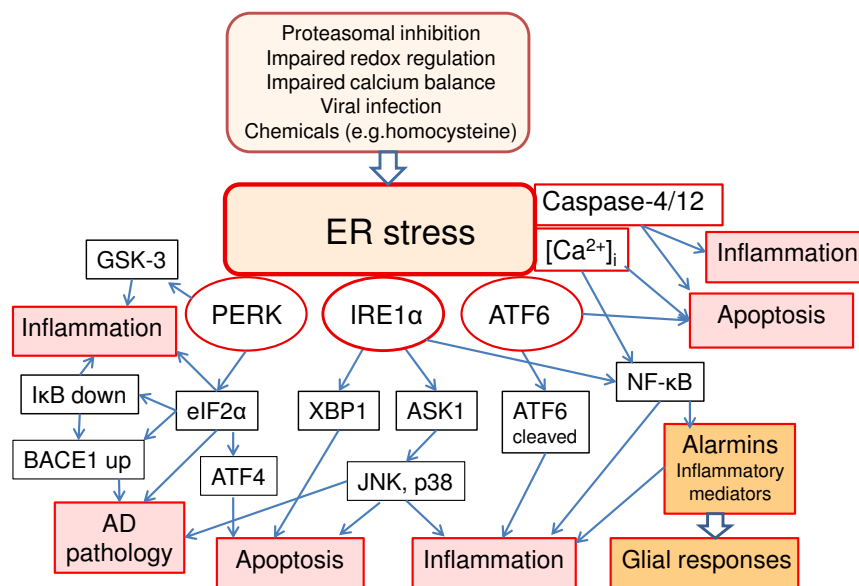 Proteasomal inhibition
Impaired redox regulation
Impaired calcium balance
Viral infection
Chemicals (e.g.homocysteine)
ER stress
Caspase-4/12
[Ca²⁺]ᵢ
Inflammation
Apoptosis
GSK-3
PERK
IRE1α
ATF6
Inflammation
IκB down
eIF2α
XBP1
ASK1
ATF6
cleaved
NF-κB
BACE1 up
ATF4
JNK, p38
Alarmins
Inflammatory
mediators
AD
pathology
Apoptosis
Inflammation
Glial responses